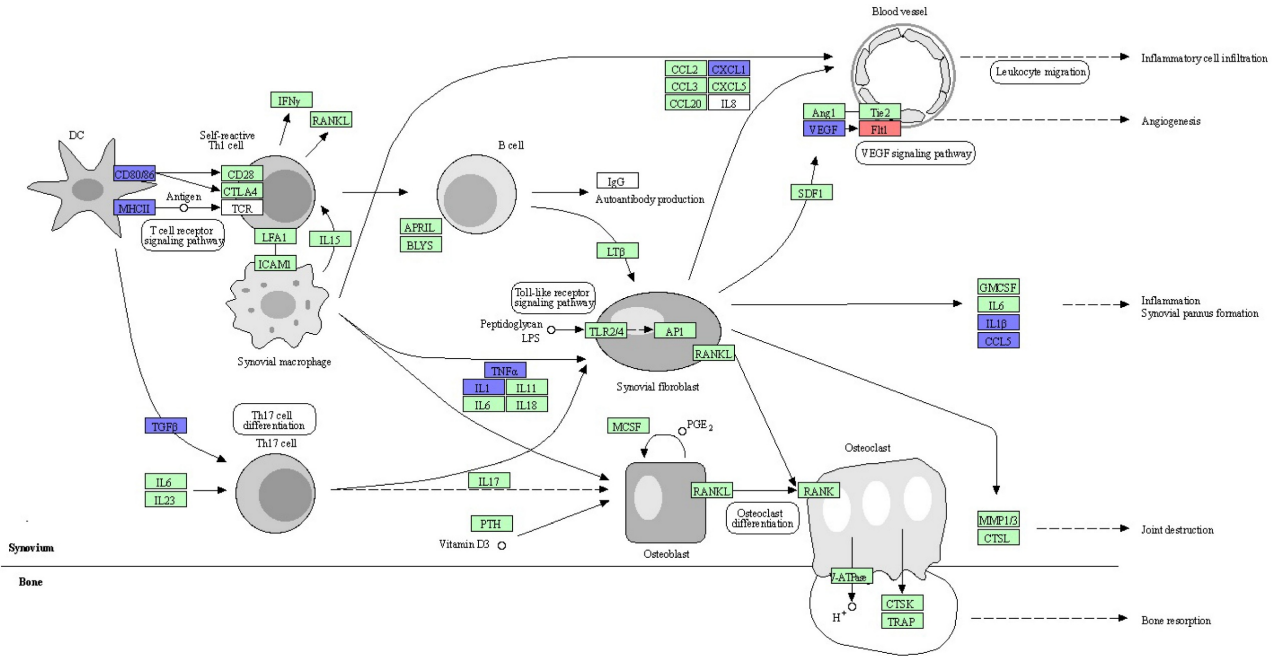 Blood vessel
CCL2 CXCL1
CCL3 CXCL5
CCL20 IL8
Inflammatory cell infiltration
Leukocyte migration
IFNγ
RANKL
Ang1 Tie2
VEGF Flt1
Angiogenesis
VEGF signaling pathway
DC
Self-reactive
Th1 cell
B cell
CD80/86 CD28
CTLA4
MHCII Antigen TCR
T cell receptor
signaling pathway
LFA1
IL15
ICAM1
IgG
Autoantibody production
SDF1
APRIL
BLYS
LTβ
Synovial macrophage
Toll-like receptor
signaling pathway
Peptidoglycan
LPS
TLR2/4 AP1
RANKL
Synovial fibroblast
GMCSF
IL6
IL1β
CCL5
Inflammation
Synovial pannus formation
TNFα
IL1 IL11
IL6 IL18
TGFβ
Th17 cell
differentiation
Th17 cell
MCSF
PGE2
Osteoclast
IL6
IL23
IL17
RANKL RANK
Osteoclast
differentiation
PTH
Vitamin D3
Osteoblast
MMP1/3
CTSL
Joint destruction
Synovium
Bone
V-ATPase
H+
CTSK
TRAP
Bone resorption